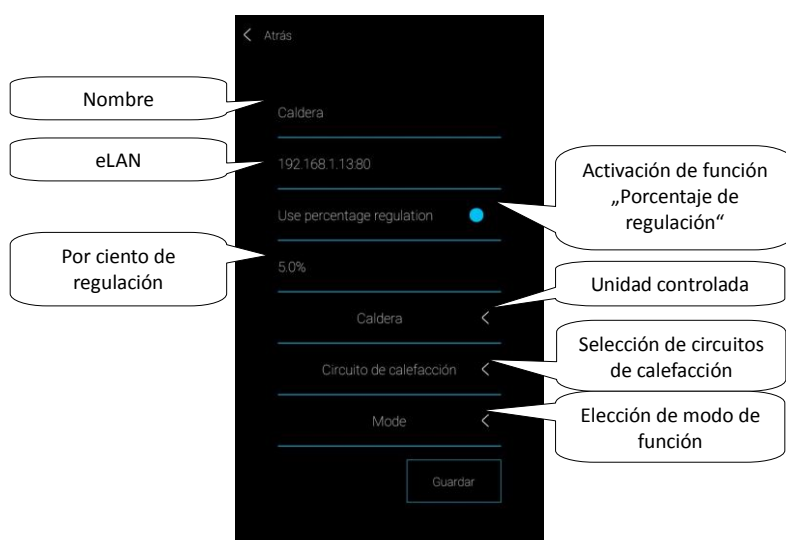 Atrás
Nombre
Caldera
eLAN
192.168.1.13:80
Activación de función
„Porcentaje de
regulación“
Use percentage regulation
Por ciento de
regulación
5.0%
Unidad controlada
Caldera
Selección de circuitos
de calefacción
Circuito de calefacción
Elección de modo de
función
Mode
Guardar